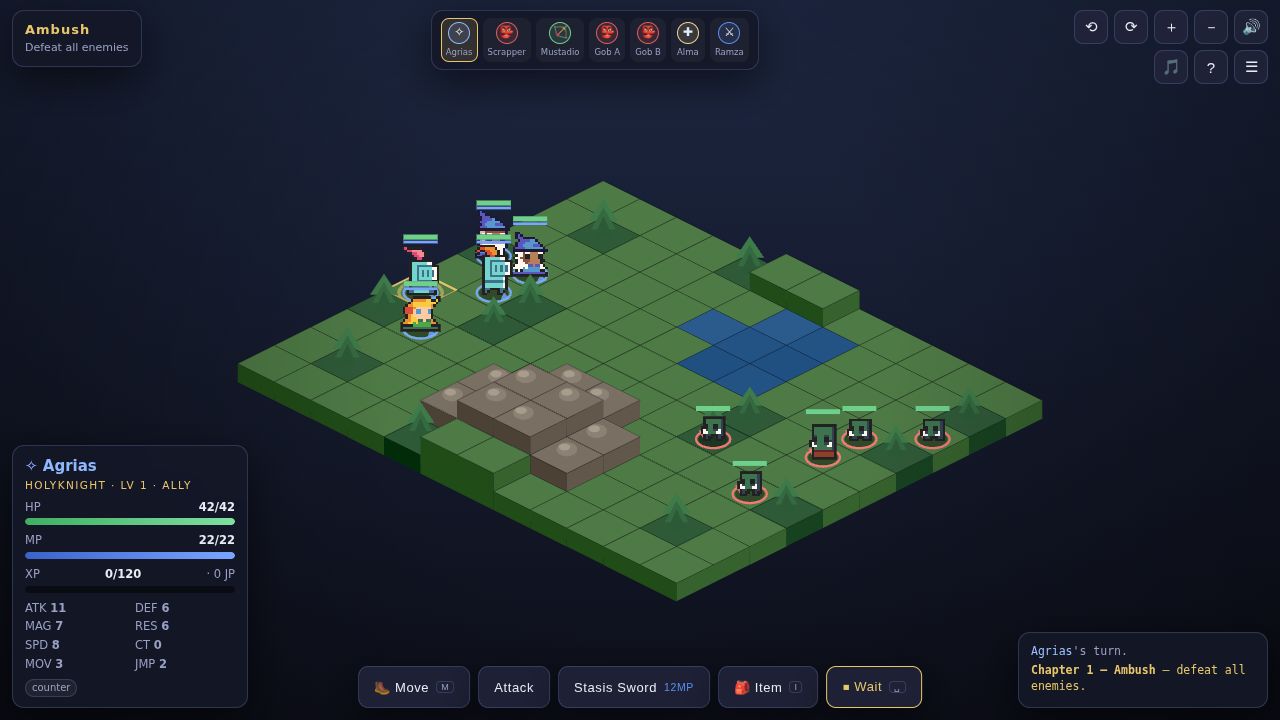 Ambush
Defeat all enemies
Agrias
Scrapper
Mustadio
Gob A
Gob B
Alma
Ramza
?
Agrias
HOLYKNIGHT · LV 1 · ALLY
HP 42/42
MP 22/22
XP 0/120 · 0 JP
ATK 11 DEF 6
MAG 7 RES 6
SPD 8 CT 0
MOV 3 JMP 2
counter
Move M
Attack
Stasis Sword 12MP
Item I
Wait ␣
Agrias's turn.
Chapter 1 — Ambush — defeat all
enemies.